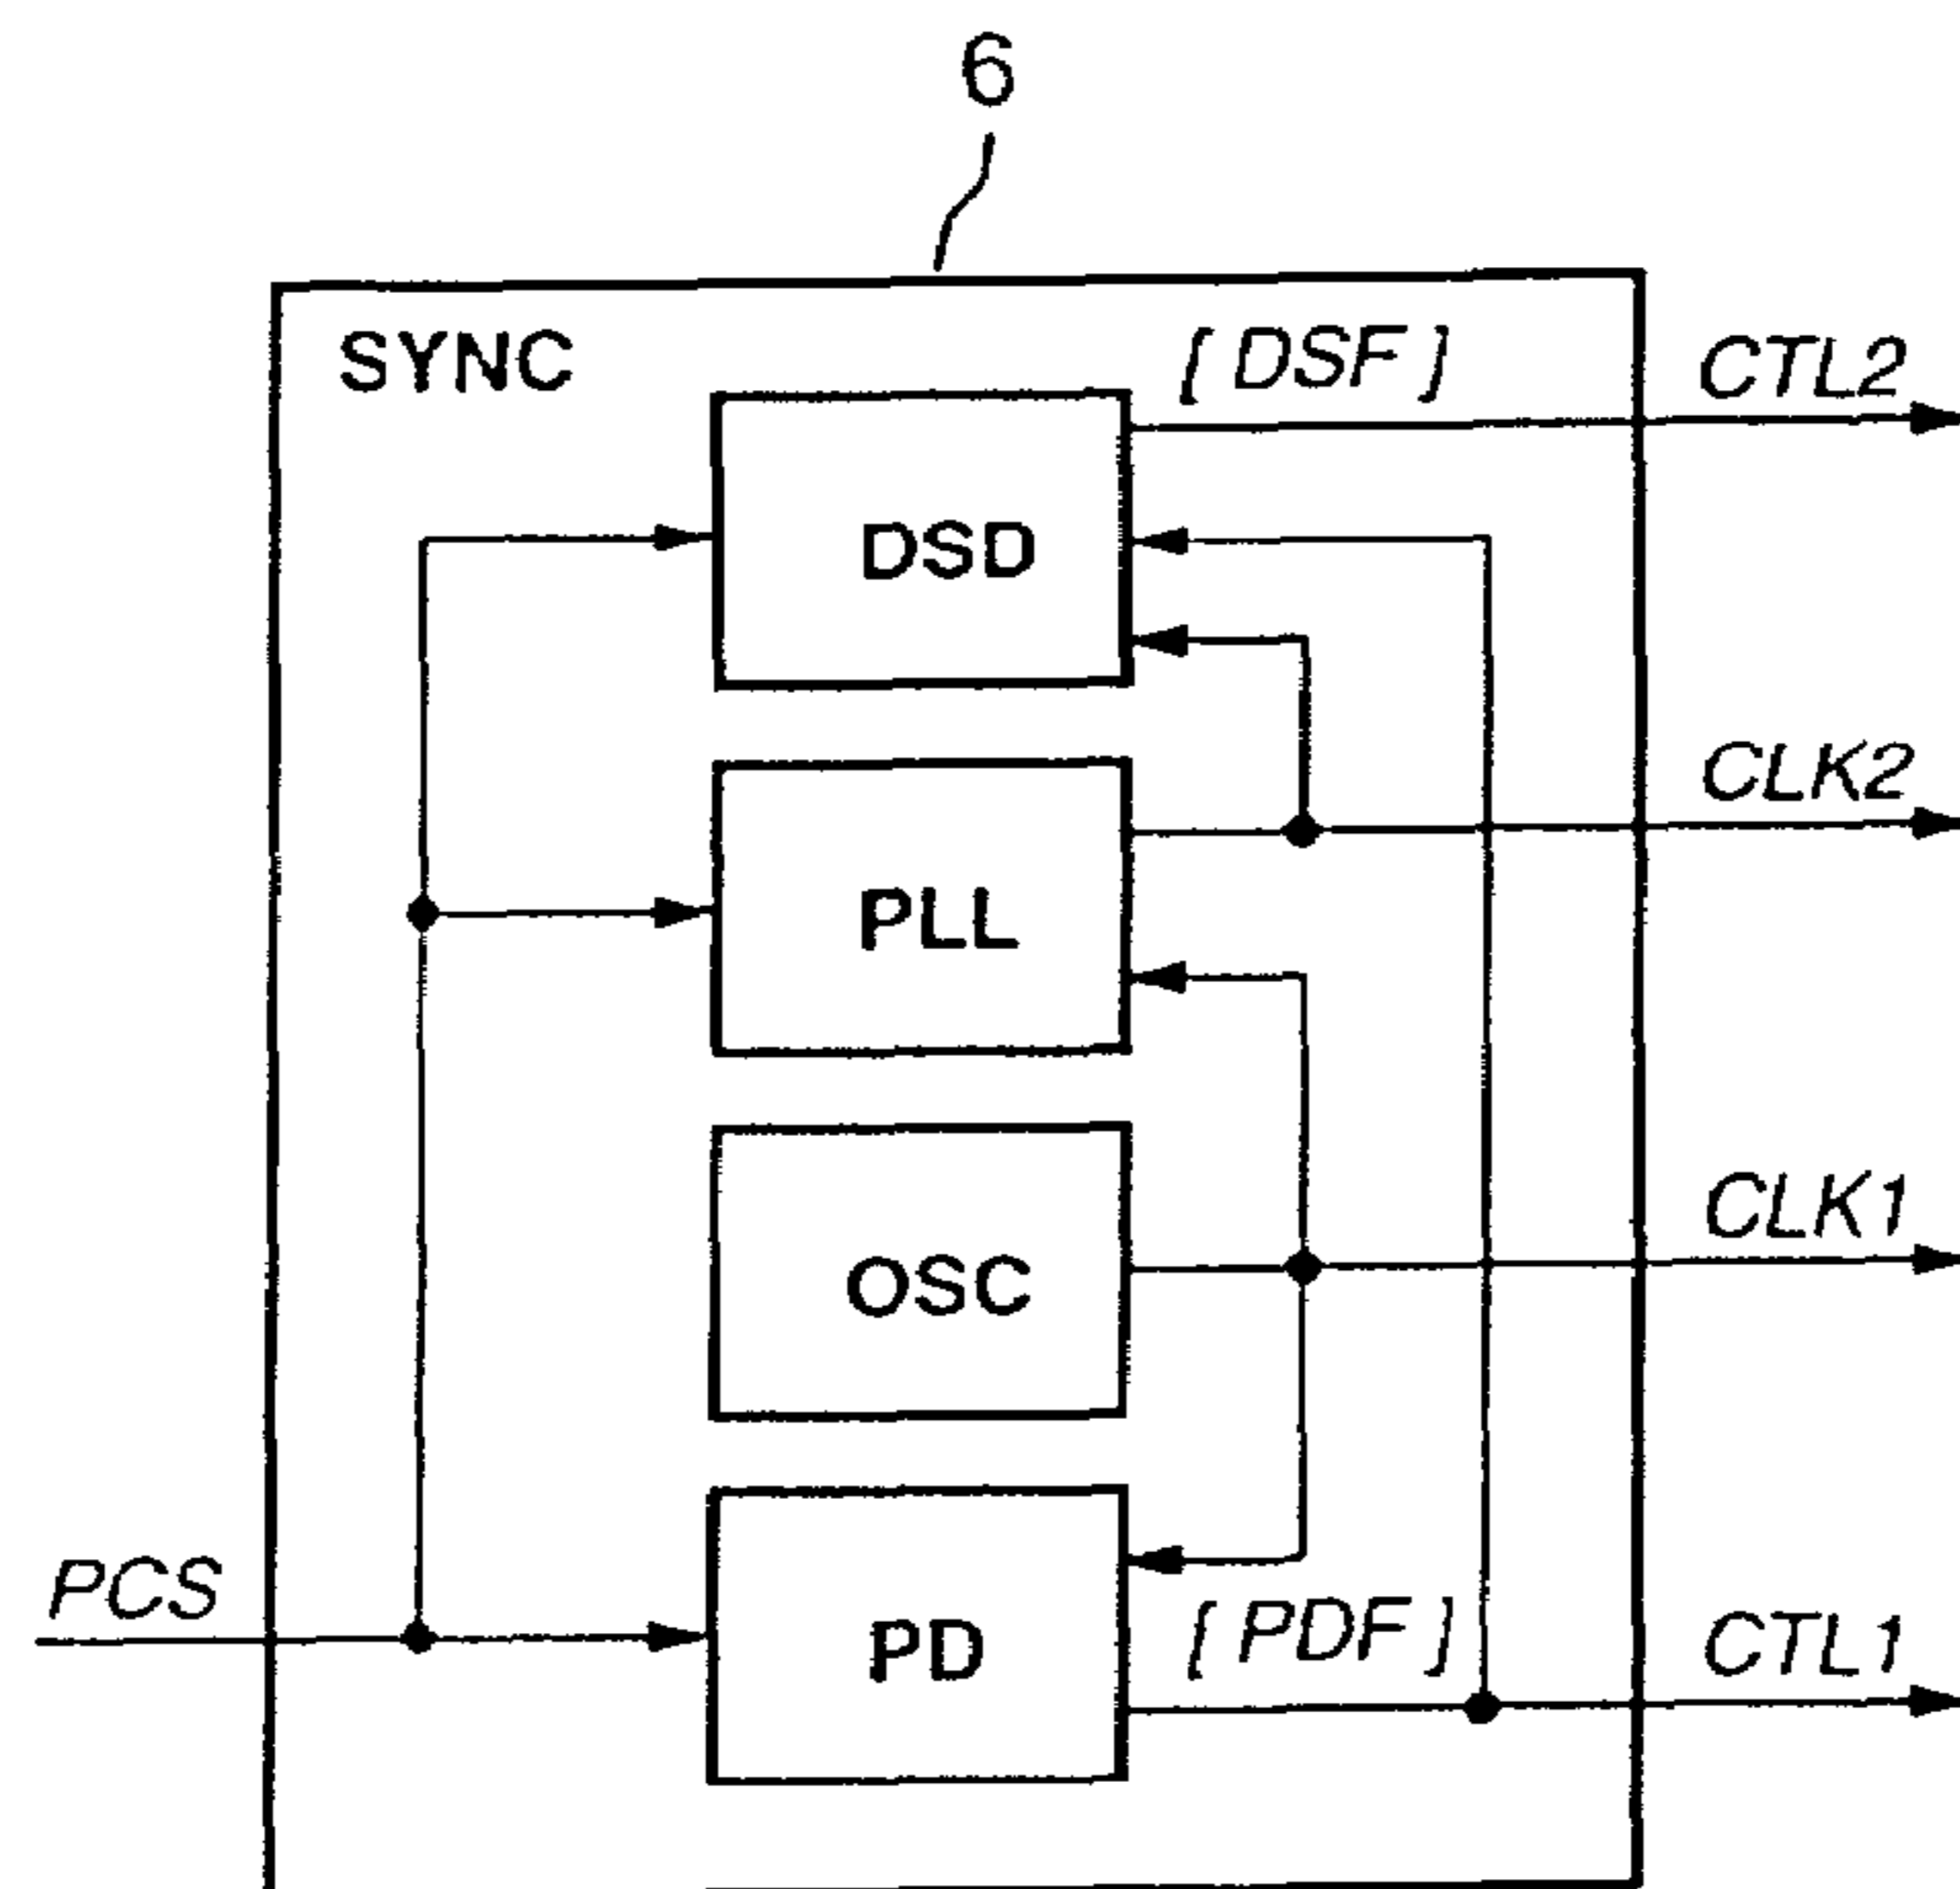 6
SYNC
[DSF]
CTL2
DSD
CLK2
PLL
CLK1
OSC
PCS
PD
[PDF]
CTL1